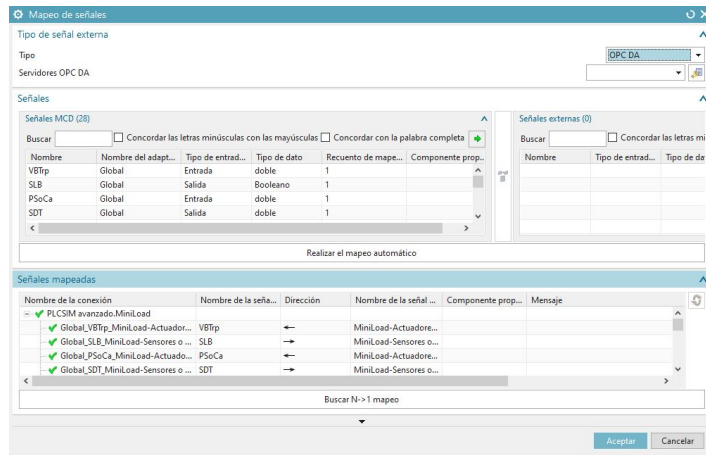 Mapeo de señales
Tipo de señal externa
Tipo OPC DA
Servidores OPC DA
Señales
Señales MCD (28)
Buscar Concordar las letras minúsculas con las mayúsculas Concordar con la palabra completa
Nombre Nombre del adapt... Tipo de entrad... Tipo de dato Recuento de mape... Componente prop..
VBTrp Global Entrada doble 1
SLB Global Salida Booleano 1
PSoCa Global Entrada doble 1
SDT Global Salida doble 1
Señales externas (0)
Buscar Concordar las letras mi
Nombre Tipo de entrad... Tipo de da
Realizar el mapeo automático
Señales mapeadas
Nombre de la conexión Nombre de la seña... Dirección Nombre de la señal ... Componente prop... Mensaje
PLCSIM avanzado.MiniLoad
Global_VBTrp_MiniLoad-Actuador... VBTrp MiniLoad-Actuadore...
Global_SLB_MiniLoad-Sensores o ... SLB MiniLoad-Sensores o...
Global_PSoCa_MiniLoad-Actuado... PSoCa MiniLoad-Actuadore...
Global_SDT_MiniLoad-Sensores o ... SDT MiniLoad-Sensores o...
Buscar N->1 mapeo
Aceptar Cancelar